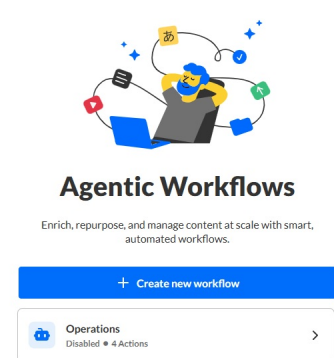 あ
Agentic Workflows
Enrich, repurpose, and manage content at scale with smart,
automated workflows.
+ Create new workflow
Operations
Disabled • 4 Actions